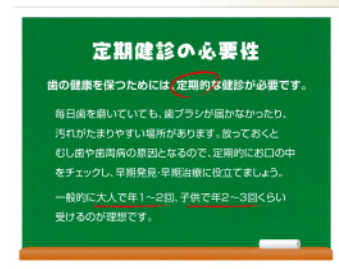 定期健診の必要性
歯の健康を保つためには、定期的な健診が必要です。
毎日歯を磨いていても、歯ブラシが届かなかったり、
汚れがたまりやすい場所があります。放っておくと
むし歯や歯周病の原因となるので、定期的にお口の中
をチェックし、早期発見・早期治療に役立てましょう。
一般的に大人で年1～2回、子供で年2～3回くらい
受けるのが理想です。